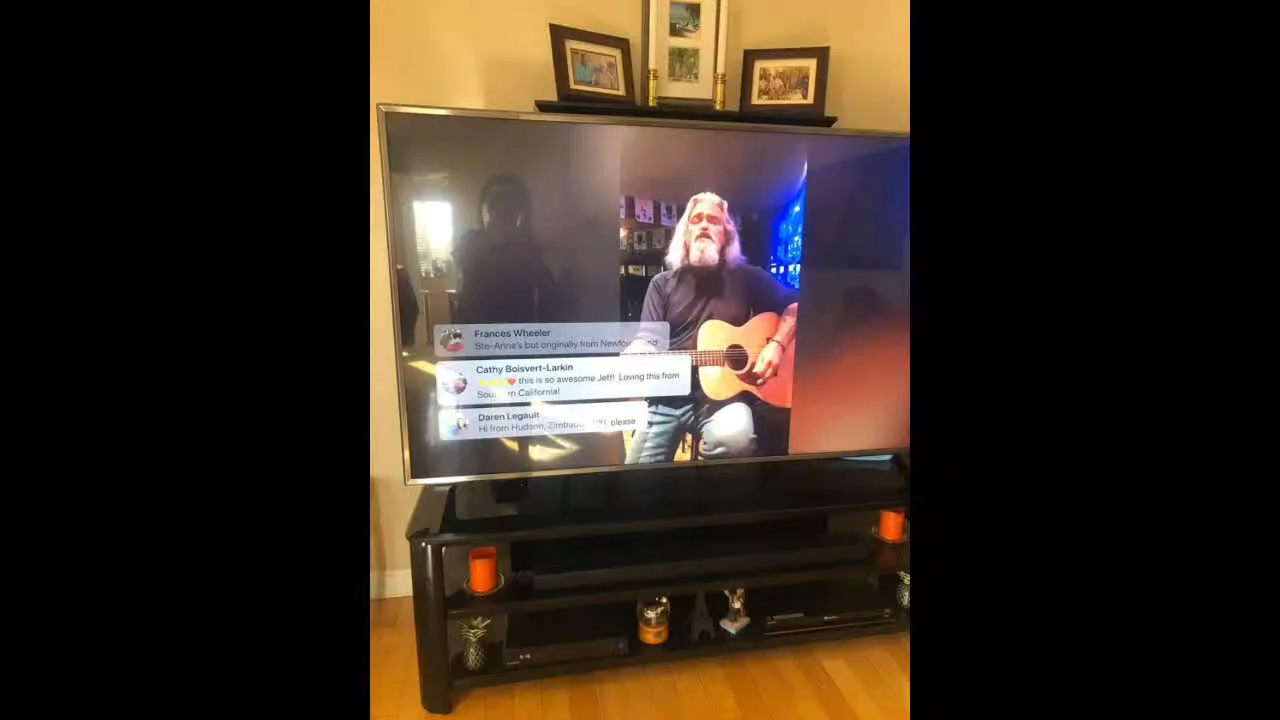 Frances Wheeler
Ste-Anne's but originally from Newfoundland
Cathy Boisvert-Larkin
this is so awesome Jeff! Loving this from
Southern California!
Daren Legault
Hi from Hudson, please